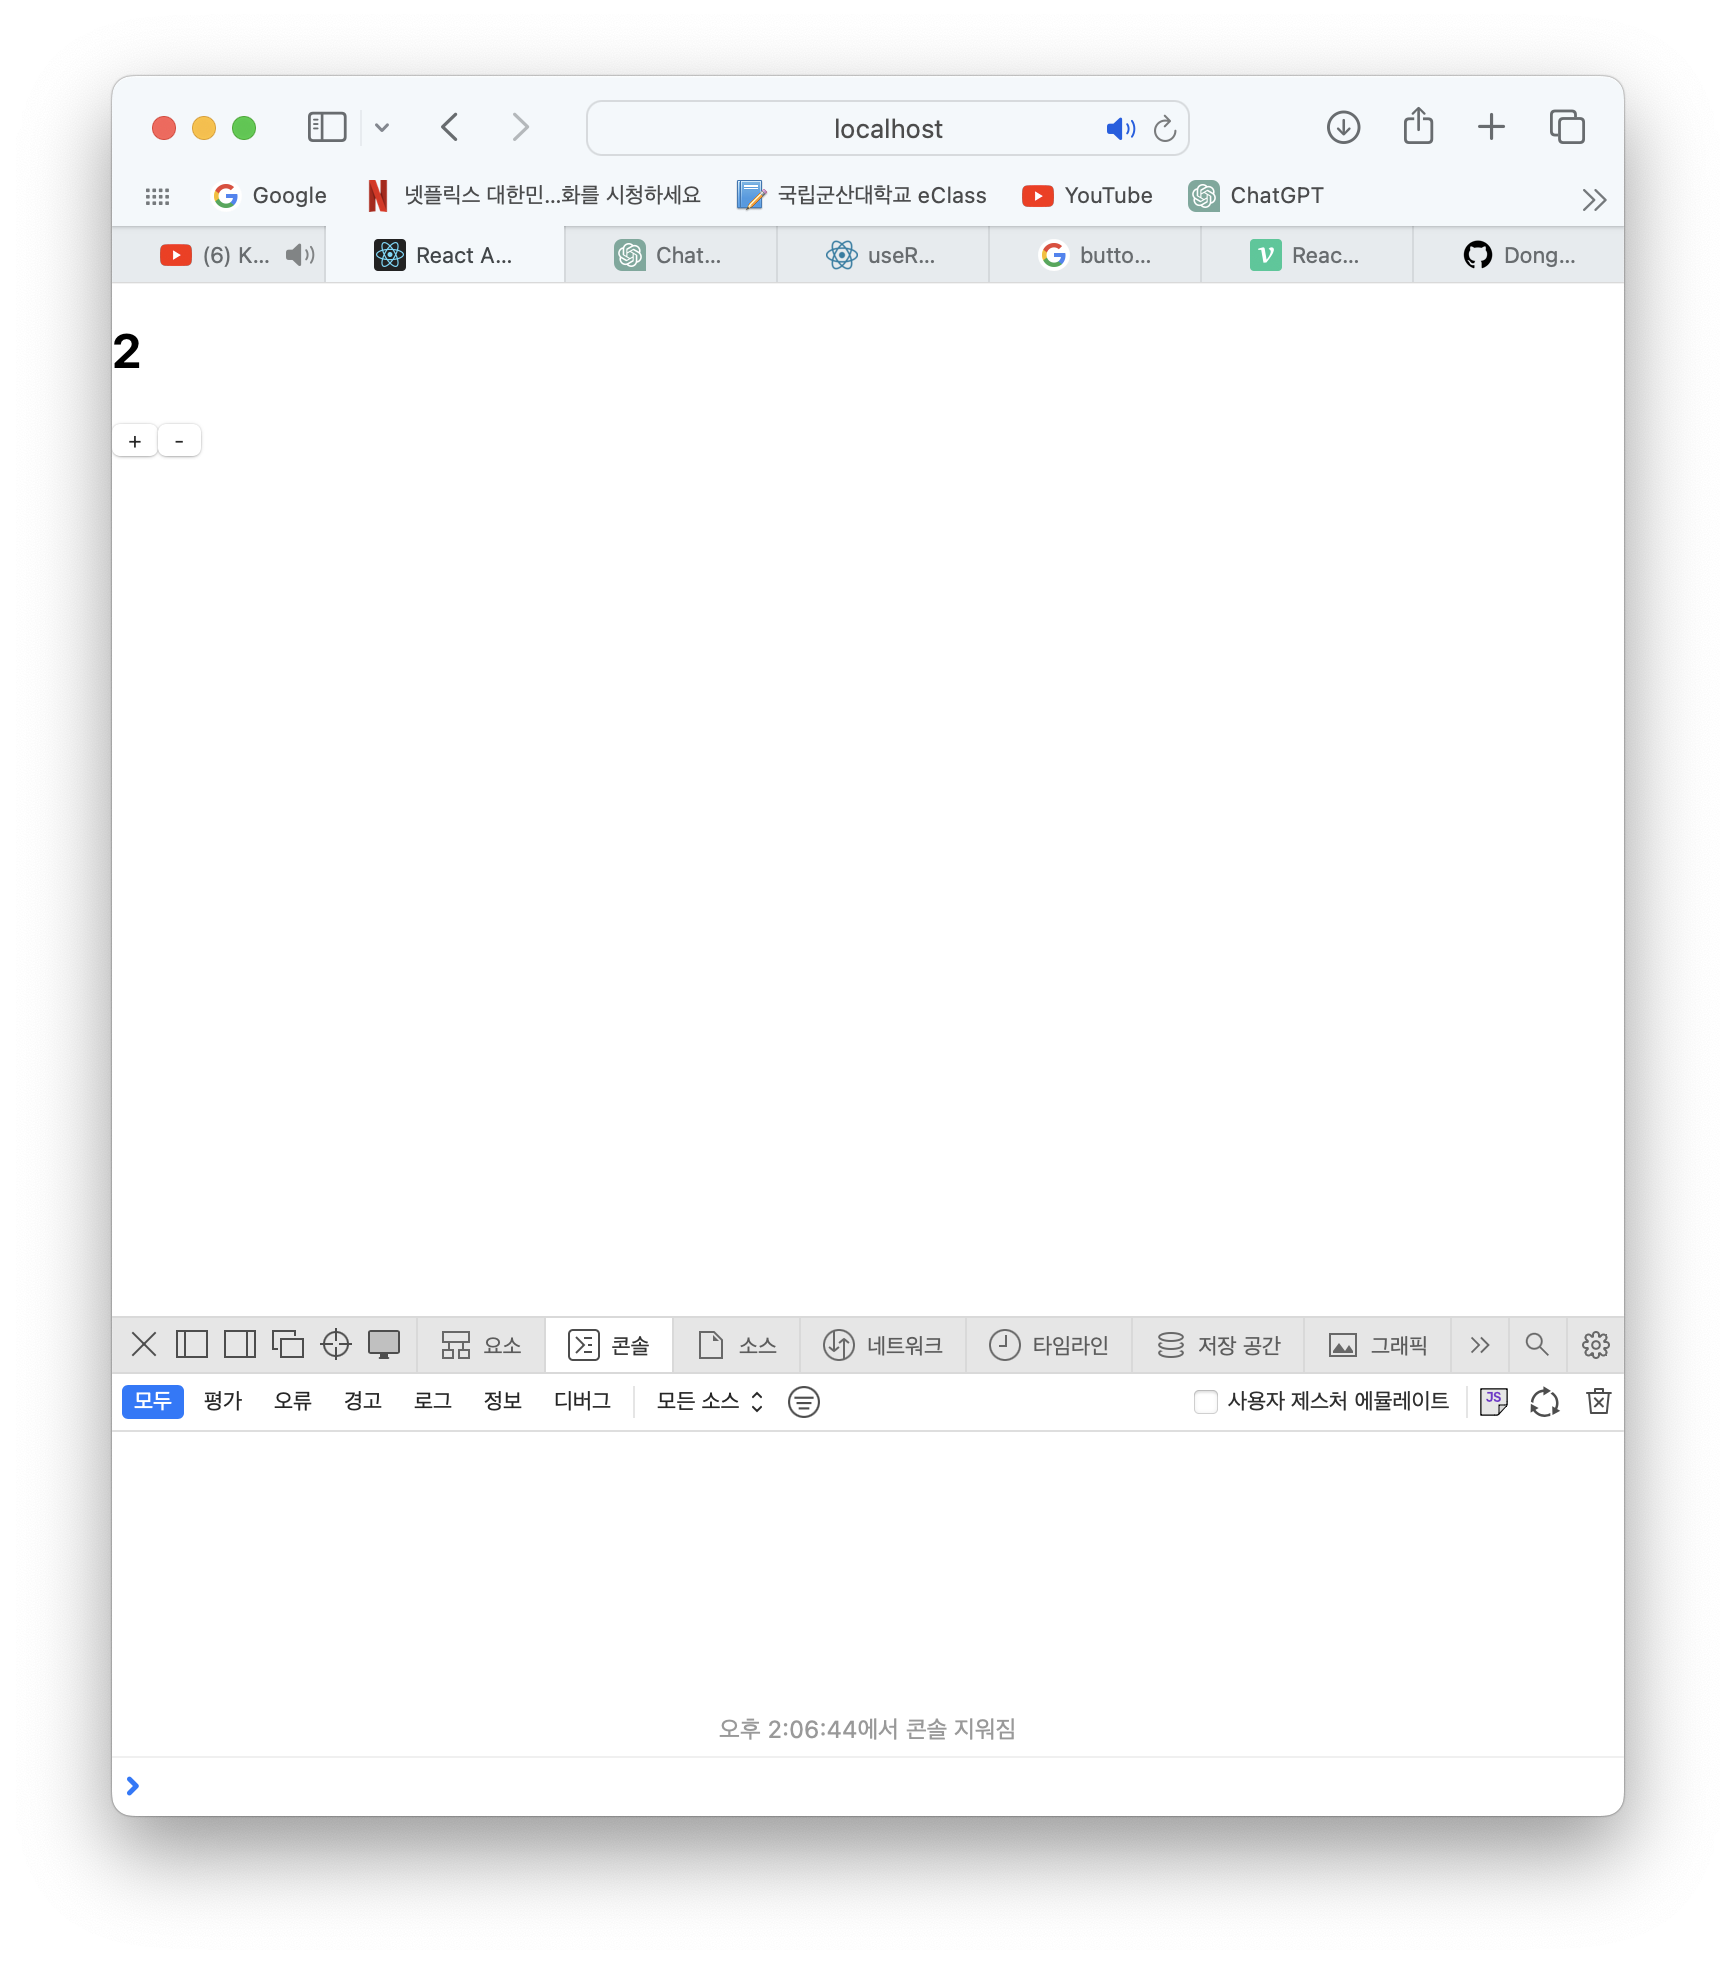 localhost
Google 넷플릭스 대한민...화를 시청하세요 국립군산대학교 eClass YouTube ChatGPT
(6) K... React A... Chat... useR... butto... Reac... Dong...
2
+ -
요소 콘솔 소스 네트워크 타임라인 저장 공간 그래픽
모두 평가 오류 경고 로그 정보 디버그 모든 소스 사용자 제스처 에뮬레이트 JS
오후 2:06:44에서 콘솔 지워짐